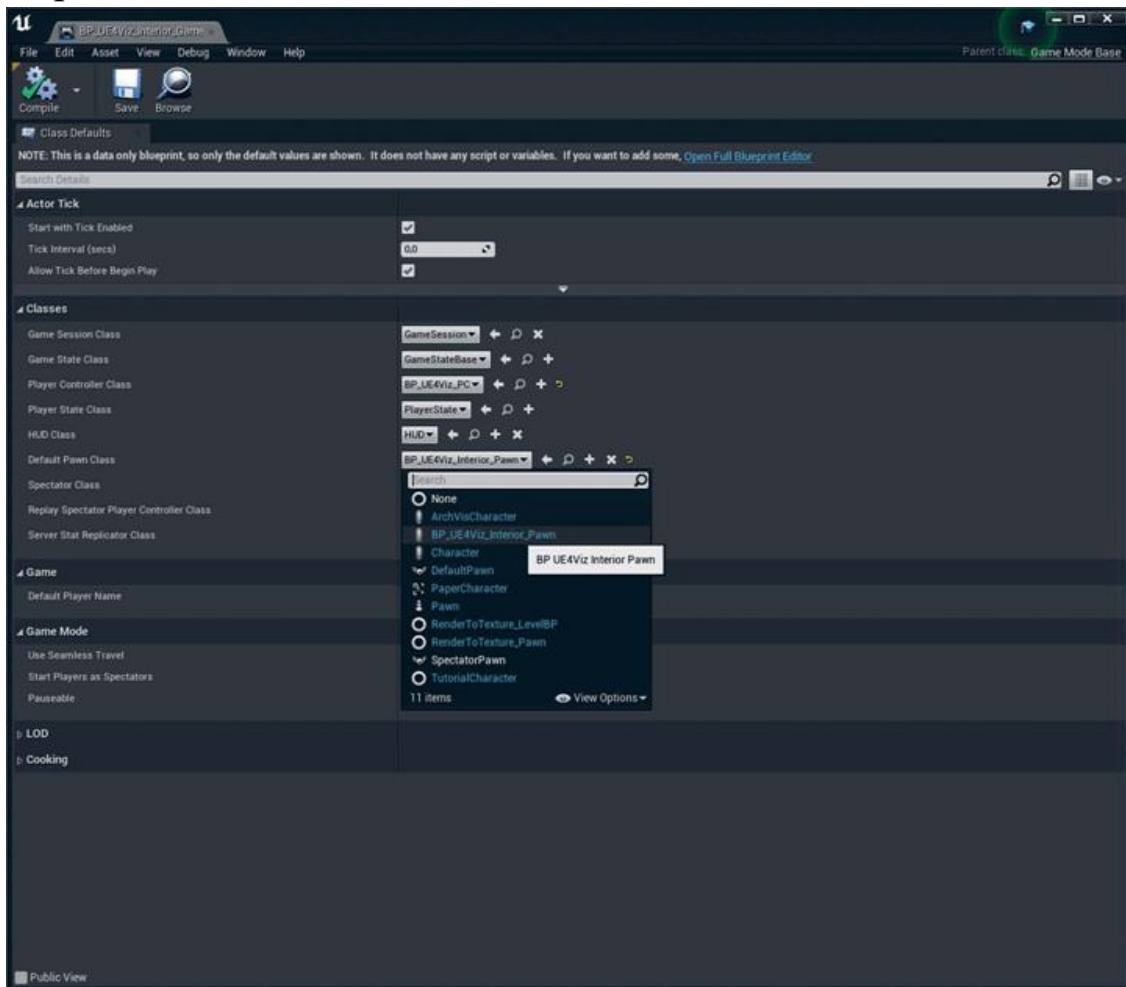 BP_UE4Viz_Interior_Game
File Edit Asset View Debug Window Help
Parent class: Game Mode Base
Compile Save Browse
Class Defaults
NOTE: This is a data only blueprint, so only the default values are shown. It does not have any script or variables. If you want to add some, Open Full Blueprint Editor
Search Details
Actor Tick
Start with Tick Enabled
Tick Interval (secs) 0,0
Allow Tick Before Begin Play
Classes
Game Session Class GameSession
Game State Class GameStateBase
Player Controller Class BP_UE4Viz_PC
Player State Class PlayerState
HUD Class HUD
Default Pawn Class BP_UE4Viz_Interior_Pawn
Spectator Class
Replay Spectator Player Controller Class
Server Stat Replicator Class
Search
None
ArchVisCharacter
BP_UE4Viz_Interior_Pawn
Character
BP UE4Viz Interior Pawn
DefaultPawn
PaperCharacter
Pawn
RenderToTexture_LevelBP
RenderToTexture_Pawn
SpectatorPawn
TutorialCharacter
11 items View Options
Game
Default Player Name
Game Mode
Use Seamless Travel
Start Players as Spectators
Pauseable
LOD
Cooking
Public View